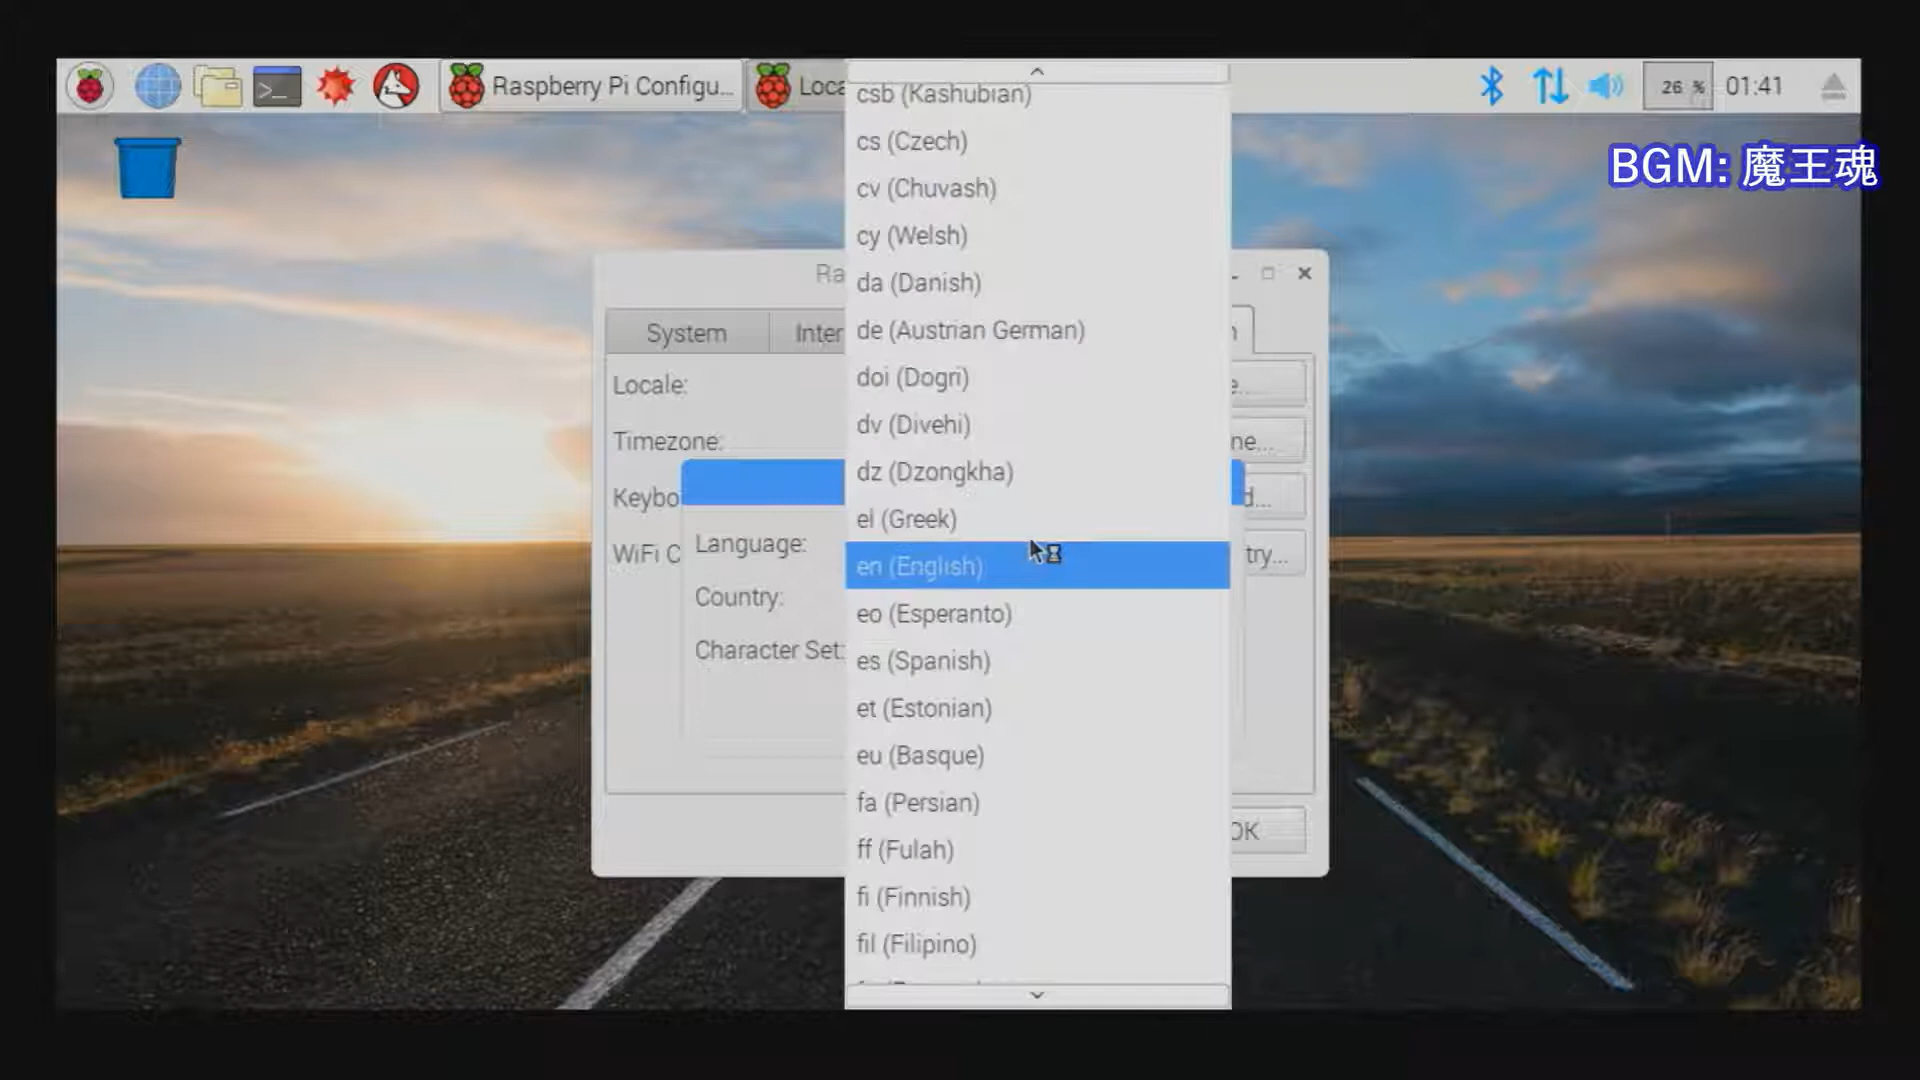 Raspberry Pi Configu...
Loca
26 %
01:41
BGM: 魔王魂
csb (Kashubian)
cs (Czech)
cv (Chuvash)
cy (Welsh)
da (Danish)
de (Austrian German)
doi (Dogri)
dv (Divehi)
dz (Dzongkha)
el (Greek)
en (English)
eo (Esperanto)
es (Spanish)
et (Estonian)
eu (Basque)
fa (Persian)
ff (Fulah)
fi (Finnish)
fil (Filipino)
Ra
System
Inter
n
Locale:
e...
Timezone:
ne...
Keybo
d...
WiFi C
try...
Language:
Country:
Character Set:
OK